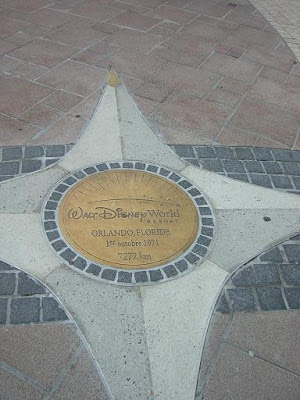 WALT DISNEY World
RESORT
ORLANDO, FLORIDE
1er octobre 1971
7277 km